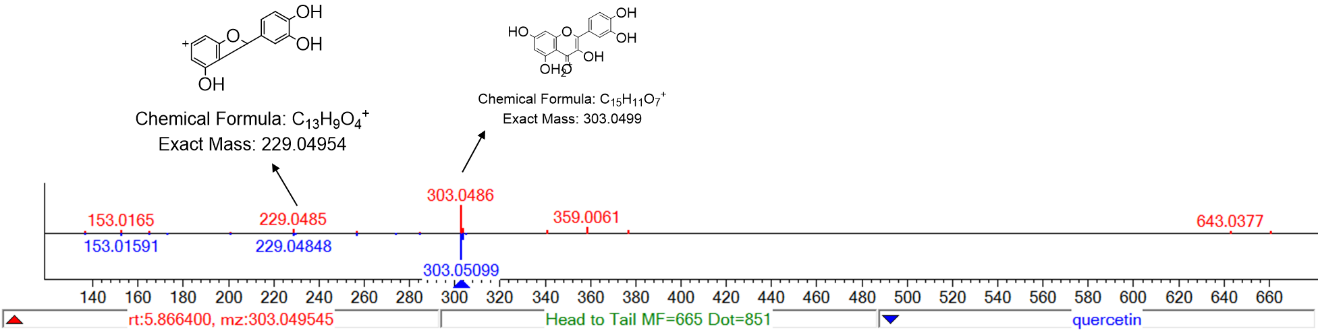 OH
OH
O
+
OH
Chemical Formula: C13H9O4+
Exact Mass: 229.04954
OH
HO
O
OH
OH
OH2O
Chemical Formula: C15H11O7+
Exact Mass: 303.0499
303.0486
153.0165
229.0485
359.0061
643.0377
153.01591
229.04848
303.05099
140 160 180 200 220 240 260 280 300 320 340 360 380 400 420 440 460 480 500 520 540 560 580 600 620 640 660
rt:5.866400, mz:303.049545
Head to Tail MF=665 Dot=851
quercetin